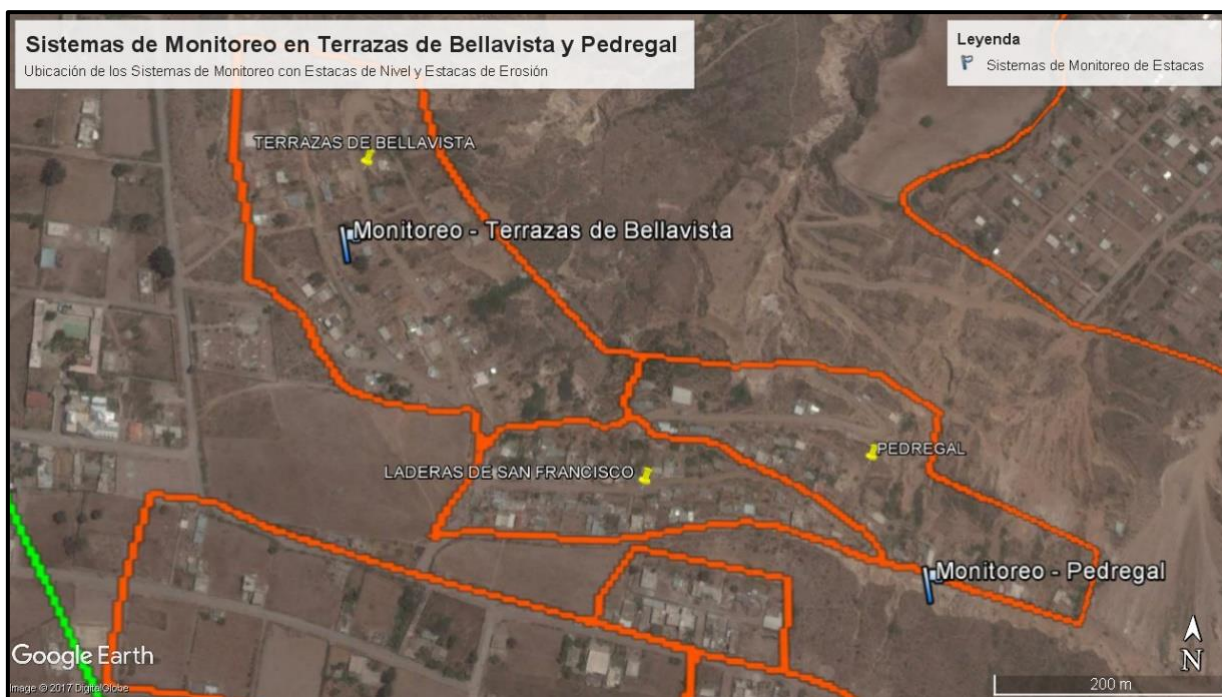 Sistemas de Monitoreo en Terrazas de Bellavista y Pedregal
Ubicación de los Sistemas de Monitoreo con Estacas de Nivel y Estacas de Erosión
Leyenda
Sistemas de Monitoreo de Estacas
TERRAZAS DE BELLAVISTA
Monitoreo - Terrazas de Bellavista
PEDREGAL
LADERAS DE SAN FRANCISCO
Monitoreo - Pedregal
Google Earth
Image © 2017 DigitalGlobe
N
200 m